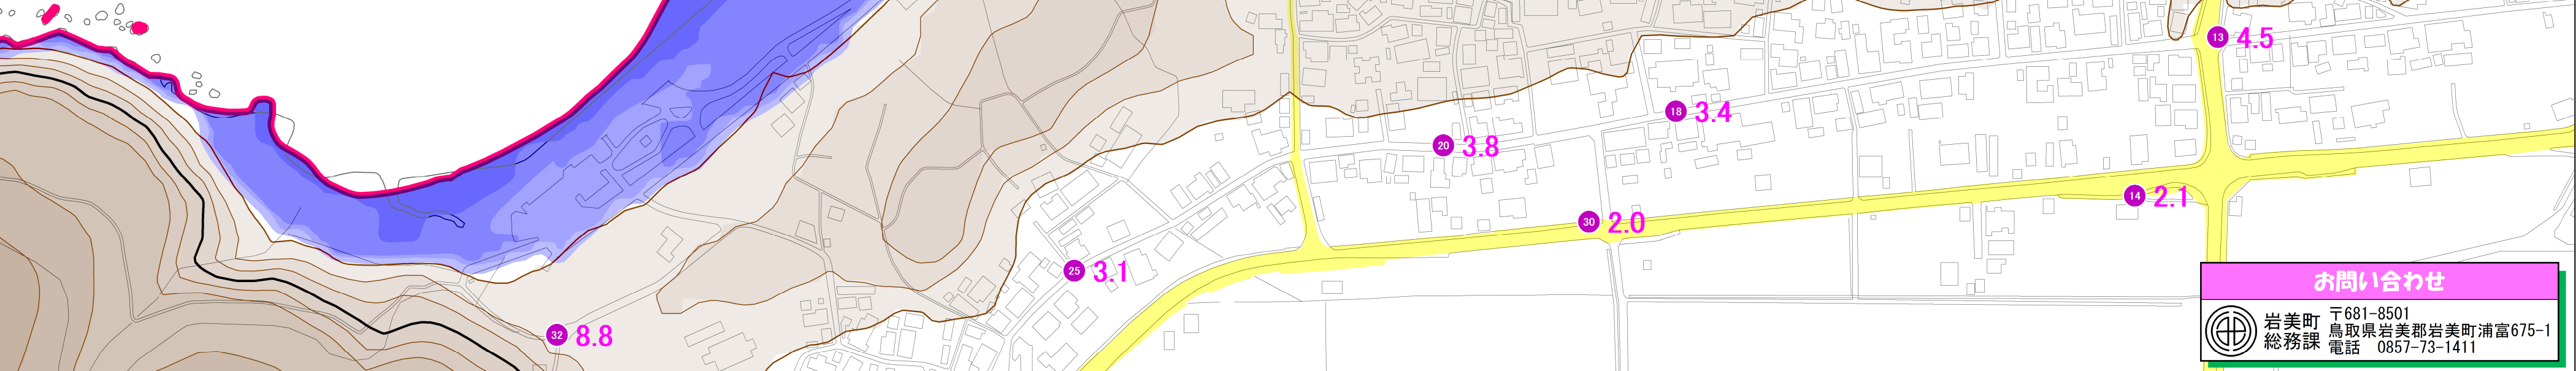 13 4.5
18 3.4
20 3.8
14 2.1
30 2.0
25 3.1
32 8.8
お問い合わせ
岩美町
総務課
〒681-8501
鳥取県岩美郡岩美町浦富675-1
電話 0857-73-1411